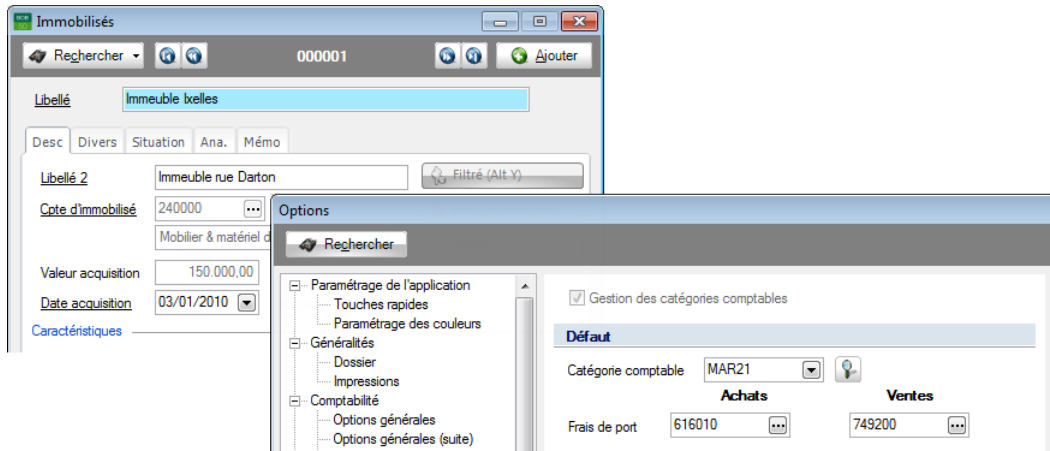 BOB 50 Immobilisés
Rechercher 000001 Ajouter
Libellé Immeuble Ixelles
Desc Divers Situation Ana. Mémo
Libellé 2 Immeuble rue Darton Filtré (Alt Y)
Cpte d'immobilisé 240000 ...
Mobilier & matériel d
Valeur acquisition 150.000,00
Date acquisition 03/01/2010
Caractéristiques
Options
Rechercher
Paramétrage de l'application
Touches rapides
Paramétrage des couleurs
Généralités
Dossier
Impressions
Comptabilité
Options générales
Options générales (suite)
Gestion des catégories comptables
Défaut
Catégorie comptable MAR21
Achats Ventes
Frais de port 616010 ... 749200 ...